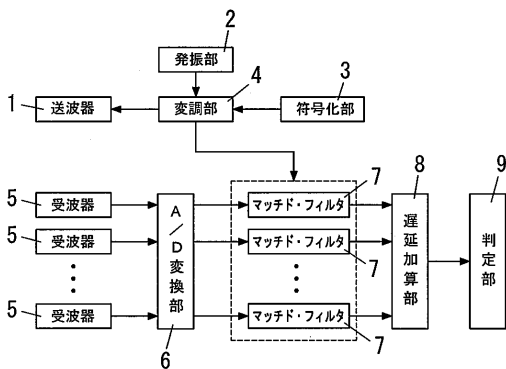 2
発振部
4
3
1
送波器
変調部
符号化部
8
9
7
5
受波器
マッチド・フィルタ
5
受波器
マッチド・フィルタ
7
A/D変換部
遅延加算部
判定部
5
受波器
マッチド・フィルタ
6
7